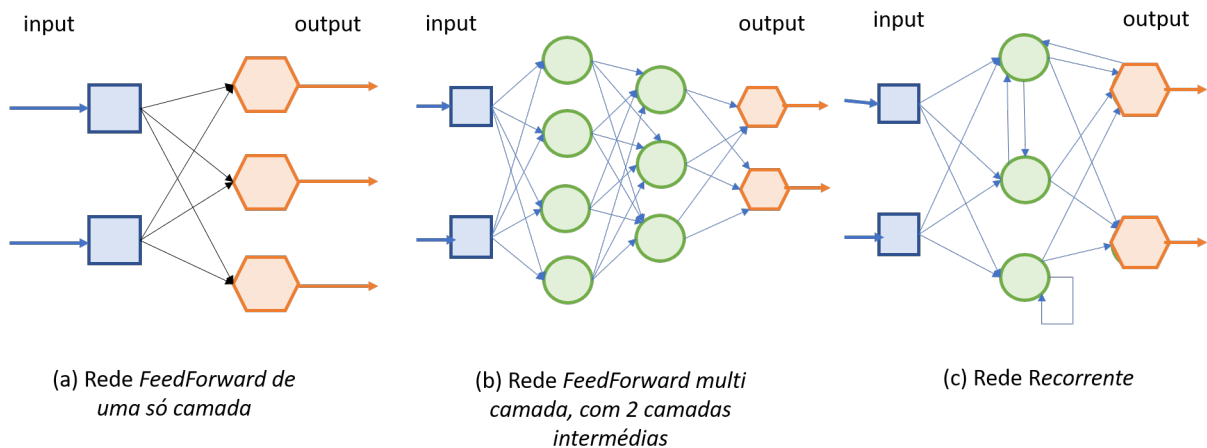 input
output
input
output
input
output
(a) Rede FeedForward de
uma só camada
(b) Rede FeedForward multi
camada, com 2 camadas
intermédias
(c) Rede Recorrente